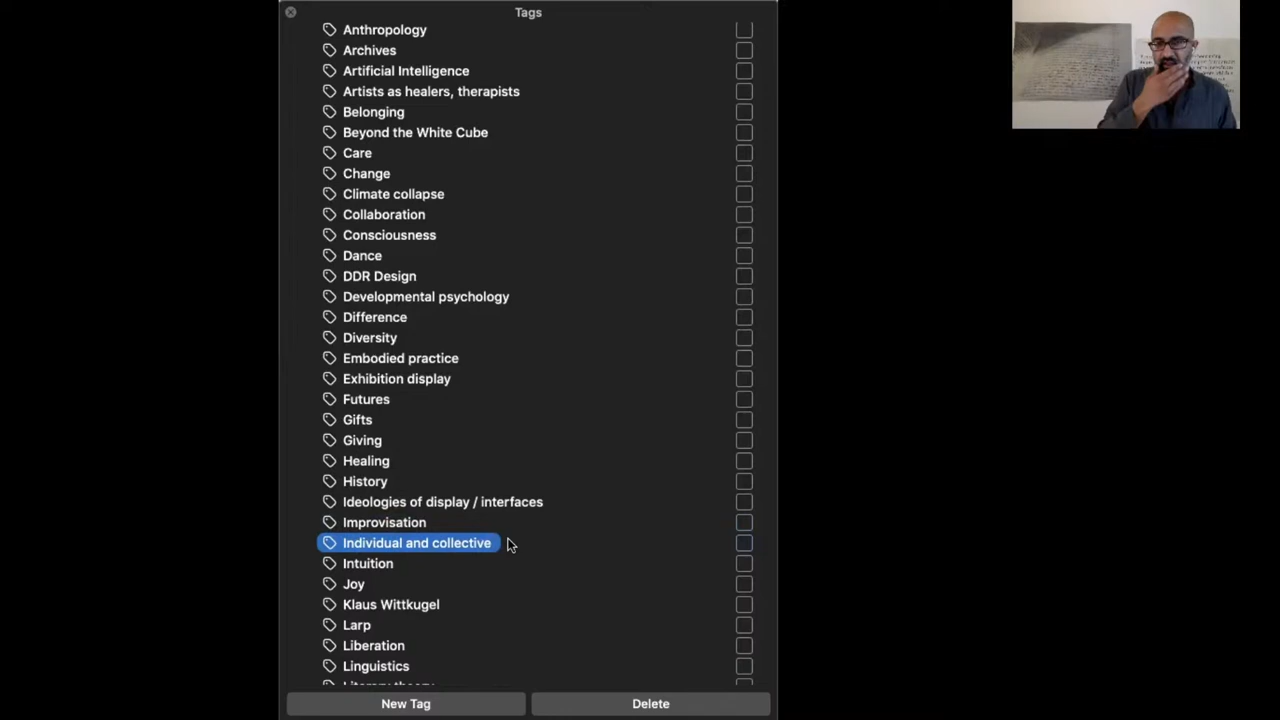 Tags
Anthropology
Archives
Artificial Intelligence
Artists as healers, therapists
Belonging
Beyond the White Cube
Care
Change
Climate collapse
Collaboration
Consciousness
Dance
DDR Design
Developmental psychology
Difference
Diversity
Embodied practice
Exhibition display
Futures
Gifts
Giving
Healing
History
Ideologies of display / interfaces
Improvisation
Individual and collective
Intuition
Joy
Klaus Wittkugel
Larp
Liberation
Linguistics
Literary theory
New Tag
Delete